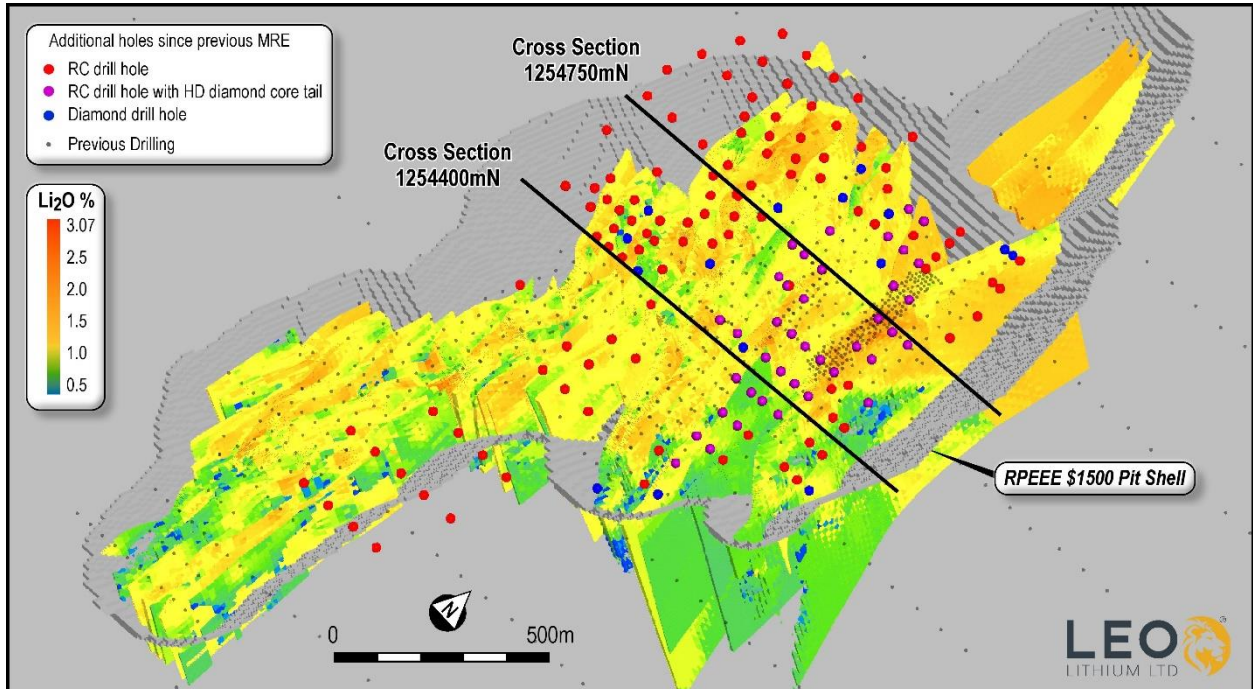 Additional holes since previous MRE
RC drill hole
RC drill hole with HD diamond core tail
Diamond drill hole
Previous Drilling
Li₂O %
3.07
2.5
2.0
1.5
1.0
0.5
Cross Section
1254750mN
Cross Section
1254400mN
RPEEE $1500 Pit Shell
N
0 500m
LEO
LITHIUM LTD
®